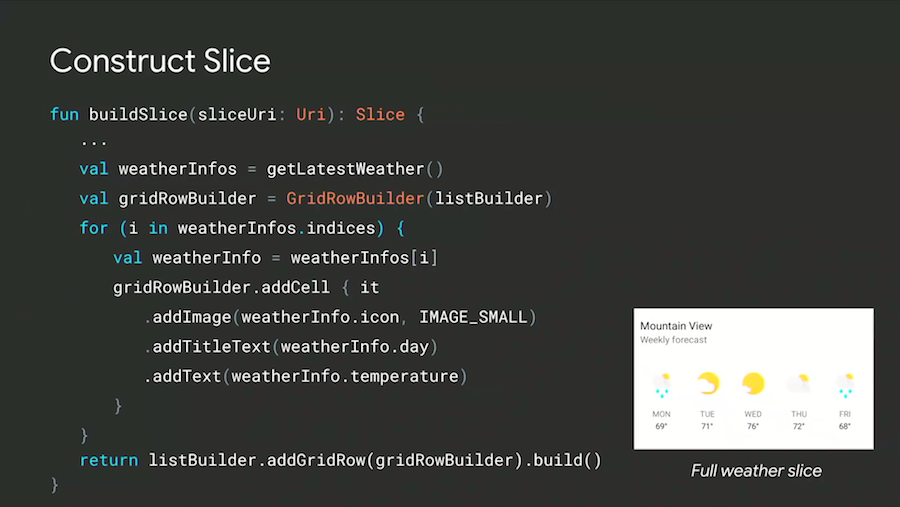 Construct Slice
fun buildSlice(sliceUri: Uri): Slice {
...
val weatherInfos = getLatestWeather()
val gridRowBuilder = GridRowBuilder(listBuilder)
for (i in weatherInfos.indices) {
val weatherInfo = weatherInfos[i]
gridRowBuilder.addCell { it
.addImage(weatherInfo.icon, IMAGE_SMALL)
.addTitleText(weatherInfo.day)
.addText(weatherInfo.temperature)
}
}
return listBuilder.addGridRow(gridRowBuilder).build()
}
Mountain View
Weekly forecast
MON TUE WED THU FRI
69° 71° 76° 72° 68°
Full weather slice